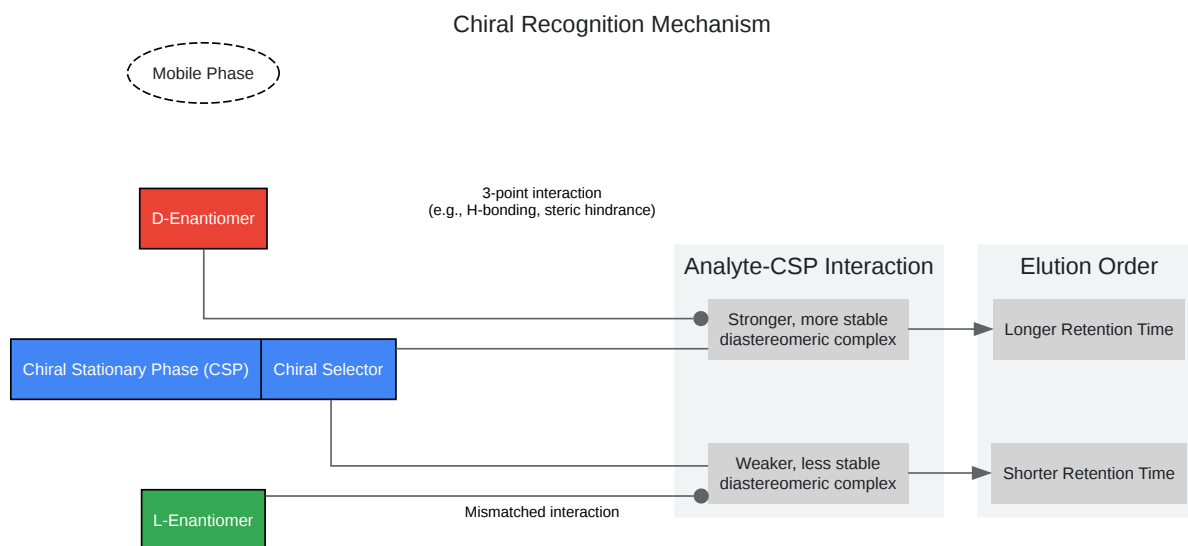 Chiral Recognition Mechanism
Mobile Phase
3-point interaction
(e.g., H-bonding, steric hindrance)
D-Enantiomer
Analyte-CSP Interaction
Elution Order
Stronger, more stable
diastereomeric complex
Longer Retention Time
Chiral Stationary Phase (CSP)
Chiral Selector
Weaker, less stable
diastereomeric complex
Shorter Retention Time
Mismatched interaction
L-Enantiomer